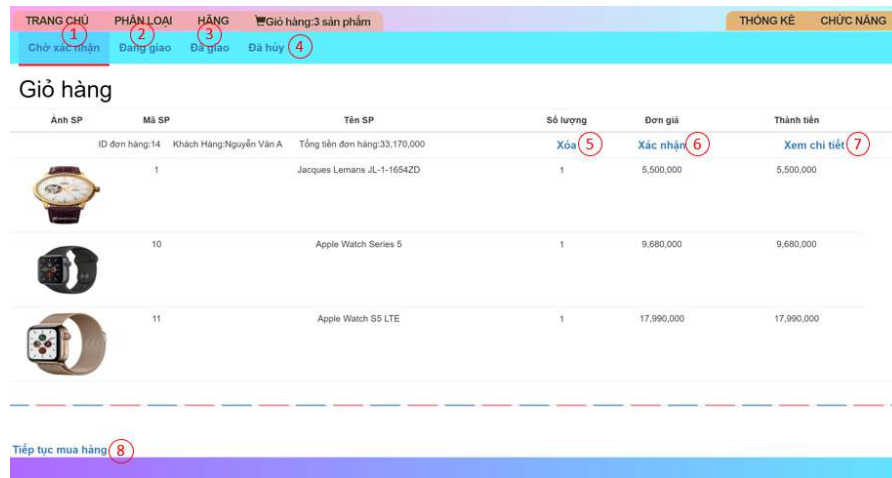 TRANG CHỦ PHÂN LOẠI HÃNG Giỏ hàng:3 sản phẩm THỐNG KÊ CHỨC NĂNG
1 2 3
Chờ xác nhận Đang giao Đã giao Đã hủy 4
Giỏ hàng
Ảnh SP Mã SP Tên SP Số lượng Đơn giá Thành tiền
ID đơn hàng:14 Khách Hàng:Nguyễn Văn A Tổng tiền đơn hàng:33,170,000 Xóa 5 Xác nhận 6 Xem chi tiết 7
1 Jacques Lemans JL-1-1654ZD 1 5,500,000 5,500,000
10 Apple Watch Series 5 1 9,680,000 9,680,000
11 Apple Watch S5 LTE 1 17,990,000 17,990,000
Tiếp tục mua hàng 8